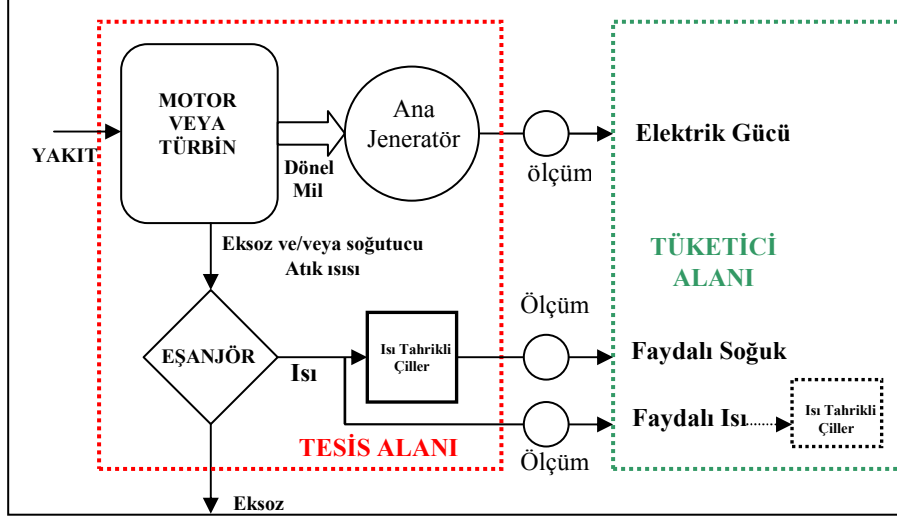 MOTOR
VEYA
TÜRBİN
YAKIT
Dönel
Mil
Ana
Jeneratör
ölçüm
Elektrik Gücü
Eksoz ve/veya soğutucu
Atık ısısı
TÜKETİCİ
ALANI
EŞANJÖR
Isı
Isı Tahrikli
Çiller
Ölçüm
Faydalı Soğuk
Faydalı Isı
Isı Tahrikli
Çiller
Ölçüm
TESİS ALANI
Eksoz